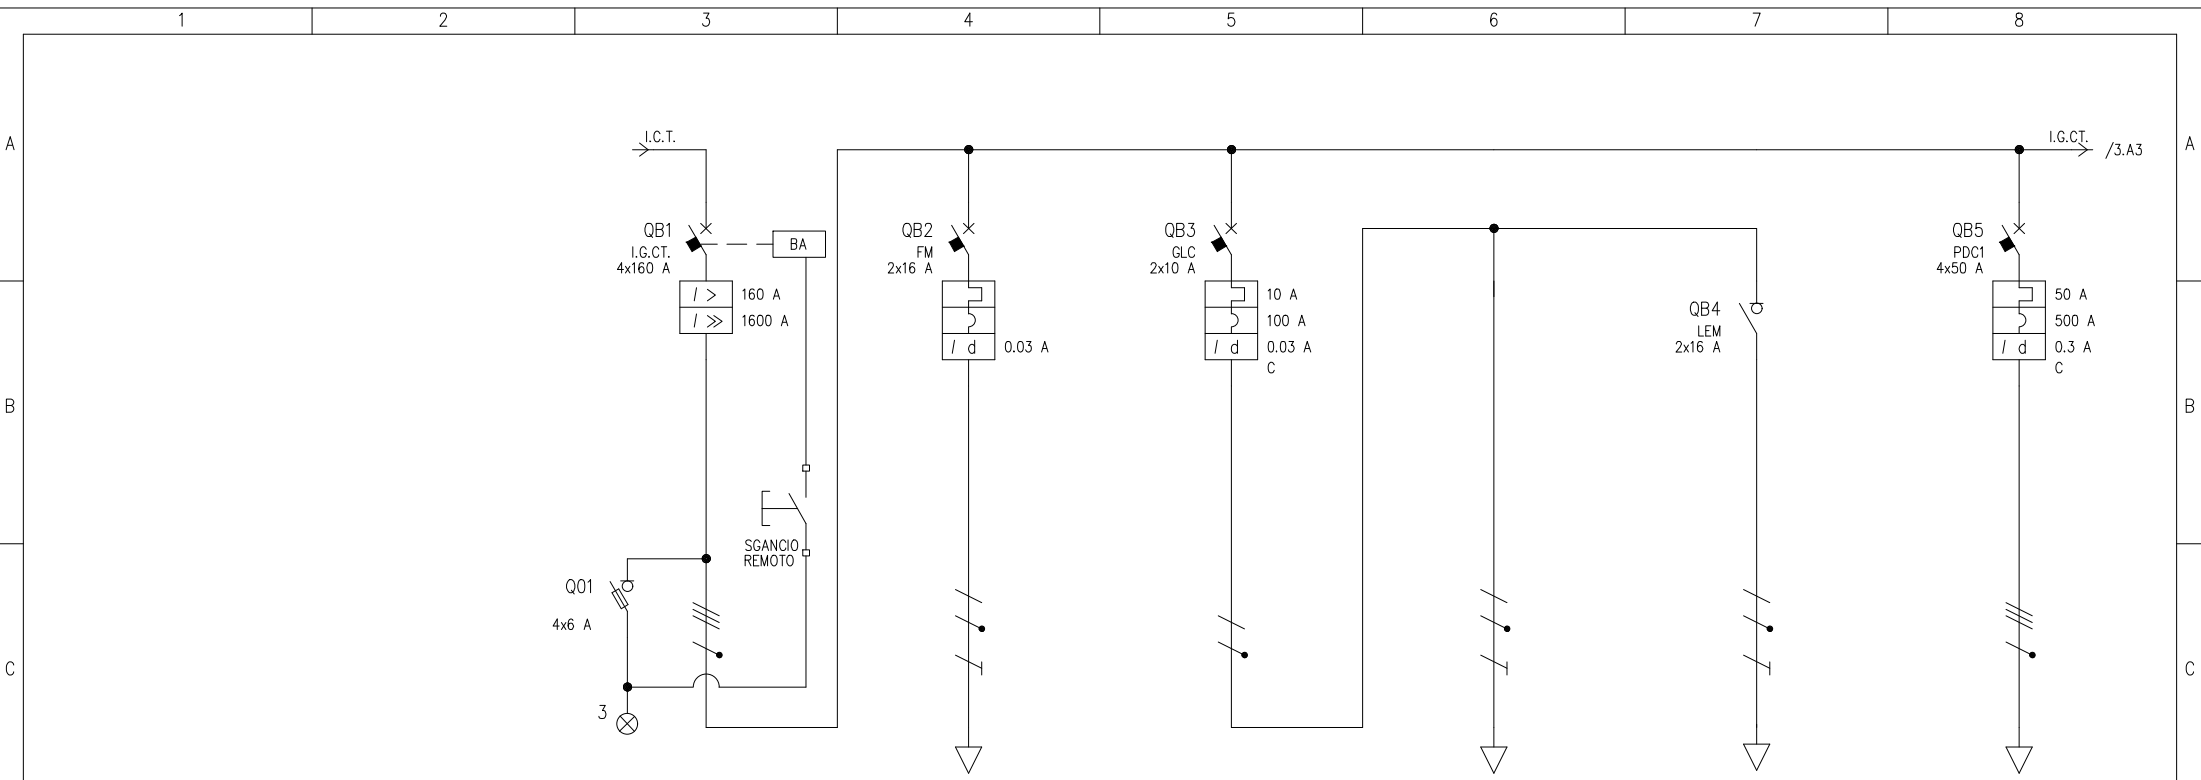 1 2 3 4 5 6 7 8
A A
I.C.T.
I.G.CT.
/3.A3
QB1
I.G.CT.
4x160 A
BA
I >
160 A
I >>
1600 A
QB2
FM
2x16 A
I d
0.03 A
QB3
GLC
2x10 A
10 A
100 A
I d
0.03 A
C
QB4
LEM
2x16 A
QB5
PDC1
4x50 A
50 A
500 A
I d
0.3 A
C
B B
SGANCIO
REMOTO
Q01
4x6 A
3
C C